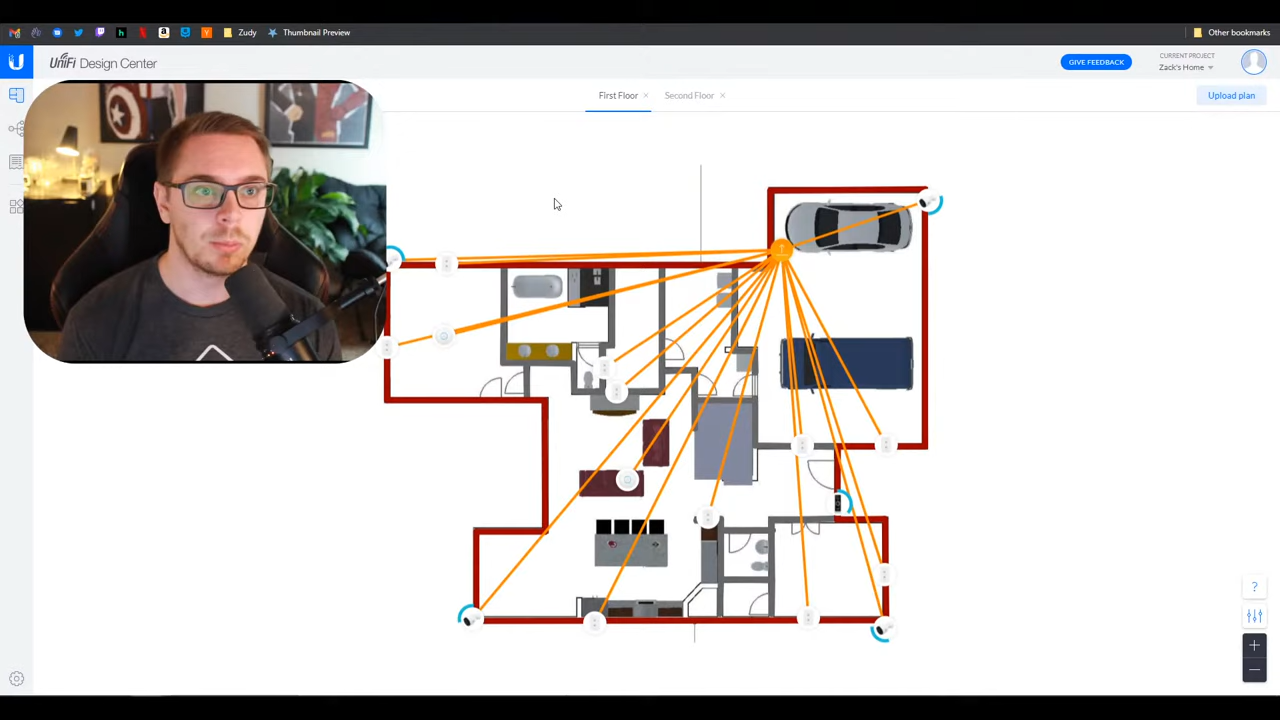 Zudy
Thumbnail Preview
Other bookmarks
UniFi Design Center
GIVE FEEDBACK
CURRENT PROJECT
Zack's Home
First Floor
Second Floor
Upload plan
?